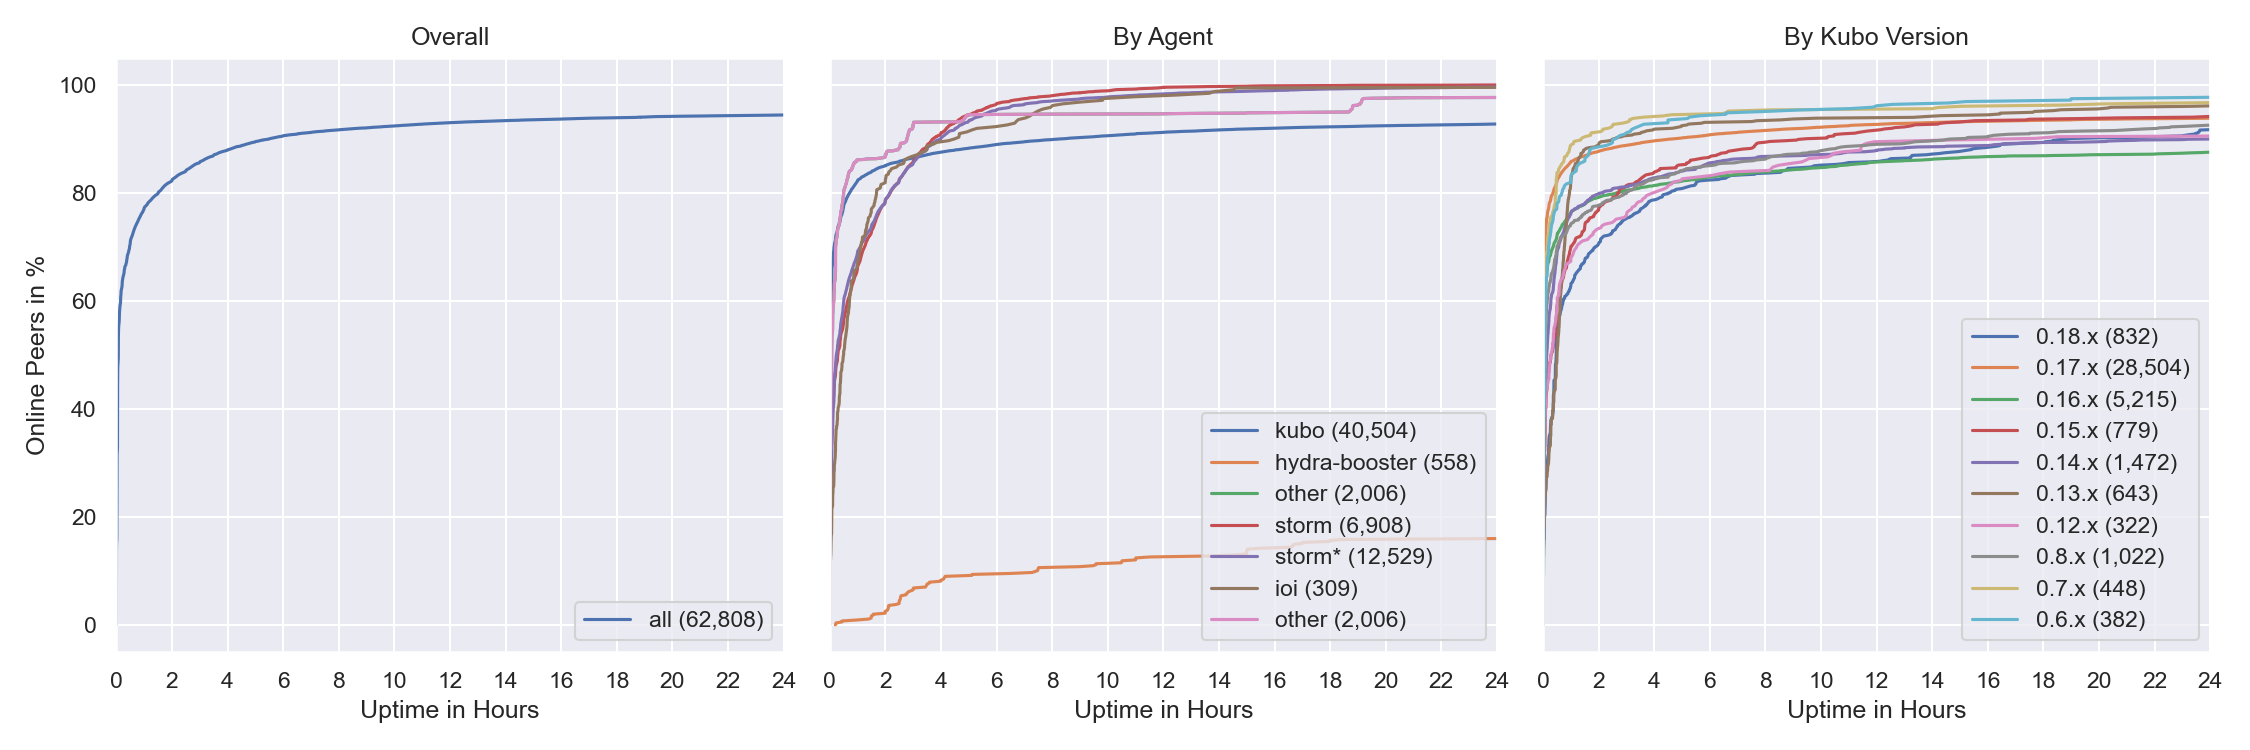 Overall
By Agent
By Kubo Version
Online Peers in %
100
80
60
40
20
0
all (62,808)
0 2 4 6 8 10 12 14 16 18 20 22 24
Uptime in Hours
kubo (40,504)
hydra-booster (558)
other (2,006)
storm (6,908)
storm* (12,529)
ioi (309)
other (2,006)
0 2 4 6 8 10 12 14 16 18 20 22 24
Uptime in Hours
0.18.x (832)
0.17.x (28,504)
0.16.x (5,215)
0.15.x (779)
0.14.x (1,472)
0.13.x (643)
0.12.x (322)
0.8.x (1,022)
0.7.x (448)
0.6.x (382)
0 2 4 6 8 10 12 14 16 18 20 22 24
Uptime in Hours